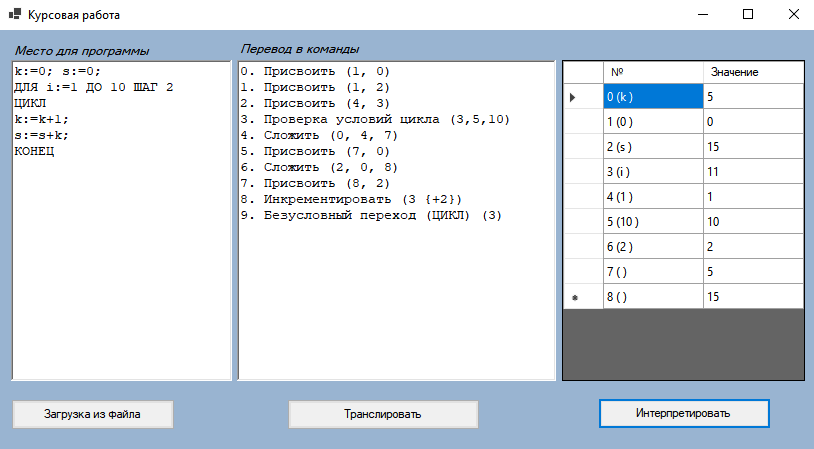 Курсовая работа
Место для программы
k:=0; s:=0;
ДЛЯ i:=1 ДО 10 ШАГ 2
ЦИКЛ
k:=k+1;
s:=s+k;
КОНЕЦ
Перевод в команды
0. Присвоить (1, 0)
1. Присвоить (1, 2)
2. Присвоить (4, 3)
3. Проверка условий цикла (3,5,10)
4. Сложить (0, 4, 7)
5. Присвоить (7, 0)
6. Сложить (2, 0, 8)
7. Присвоить (8, 2)
8. Инкрементировать (3 {+2})
9. Безусловный переход (ЦИКЛ) (3)
№ Значение
0 (k ) 5
1 (0 ) 0
2 (s ) 15
3 (i ) 11
4 (1 ) 1
5 (10 ) 10
6 (2 ) 2
7 ( ) 5
8 ( ) 15
Загрузка из файла
Транслировать
Интерпретировать